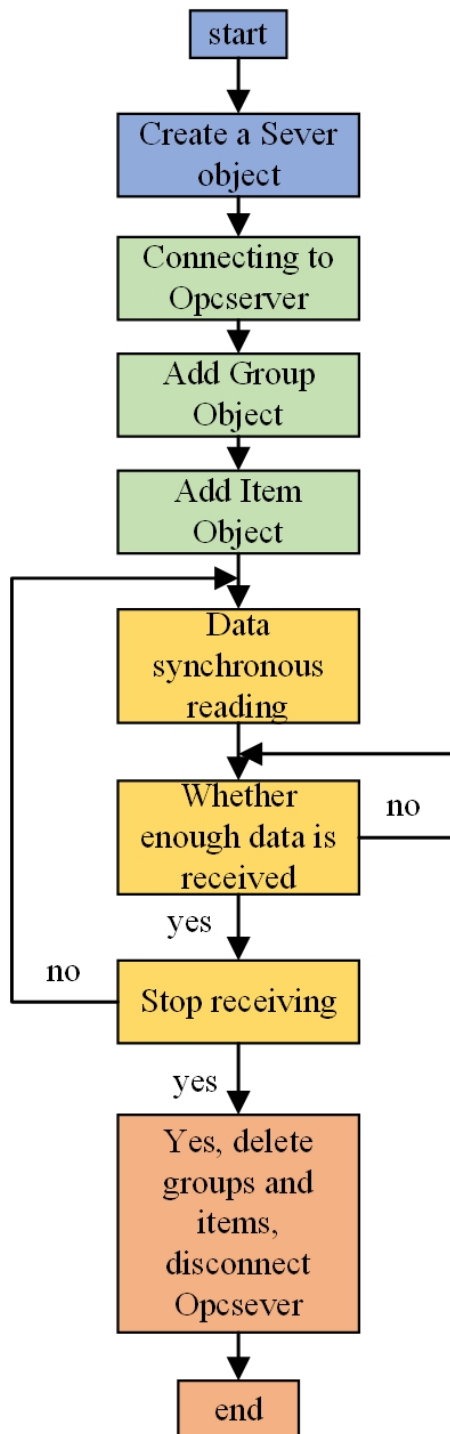 start
Create a Sever
object
Connecting to
Opcserver
Add Group
Object
Add Item
Object
Data
synchronous
reading
Whether
enough data is
received
no
yes
no
Stop receiving
yes
Yes, delete
groups and
items,
disconnect
Opcsever
end